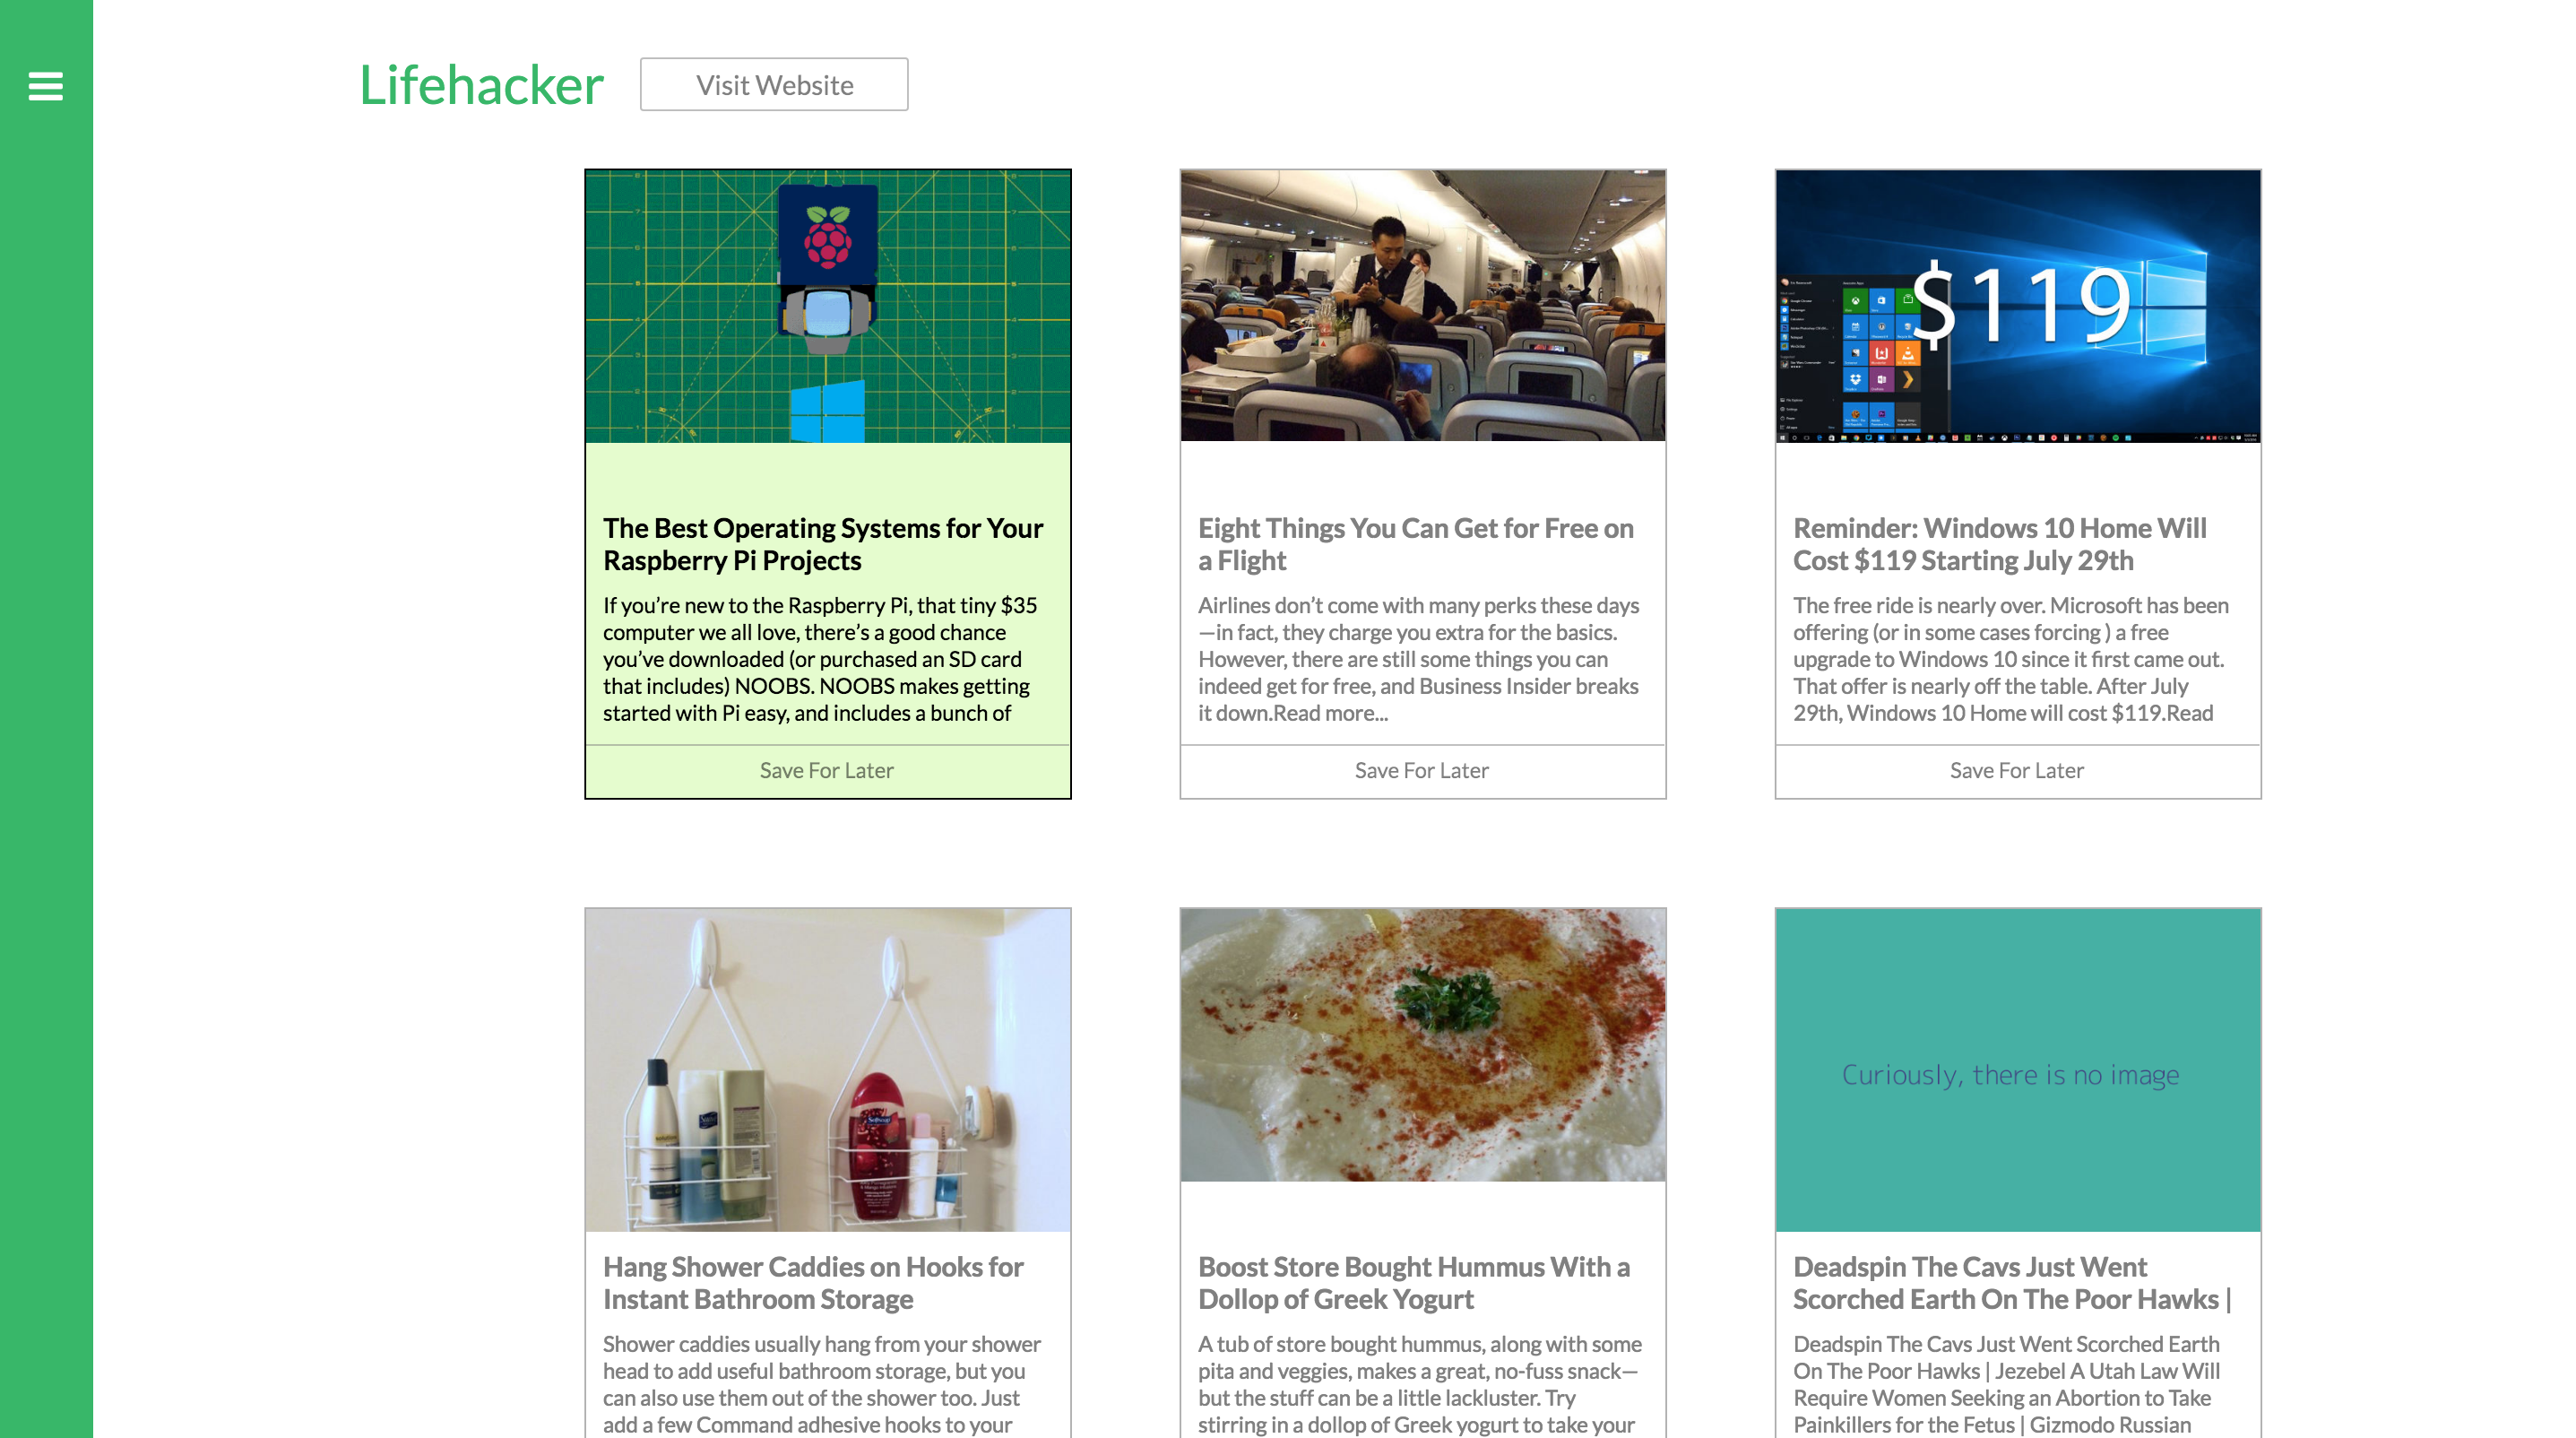 Lifehacker
Visit Website
$119
The Best Operating Systems for Your
Raspberry Pi Projects
If you’re new to the Raspberry Pi, that tiny $35
computer we all love, there’s a good chance
you’ve downloaded (or purchased an SD card
that includes) NOOBS. NOOBS makes getting
started with Pi easy, and includes a bunch of
Save For Later
Eight Things You Can Get for Free on
a Flight
Airlines don’t come with many perks these days
—in fact, they charge you extra for the basics.
However, there are still some things you can
indeed get for free, and Business Insider breaks
it down.Read more...
Save For Later
Reminder: Windows 10 Home Will
Cost $119 Starting July 29th
The free ride is nearly over. Microsoft has been
offering (or in some cases forcing ) a free
upgrade to Windows 10 since it first came out.
That offer is nearly off the table. After July
29th, Windows 10 Home will cost $119.Read
Save For Later
Curiously, there is no image
Hang Shower Caddies on Hooks for
Instant Bathroom Storage
Shower caddies usually hang from your shower
head to add useful bathroom storage, but you
can also use them out of the shower too. Just
add a few Command adhesive hooks to your
Boost Store Bought Hummus With a
Dollop of Greek Yogurt
A tub of store bought hummus, along with some
pita and veggies, makes a great, no-fuss snack—
but the stuff can be a little lackluster. Try
stirring in a dollop of Greek yogurt to take your
Deadspin The Cavs Just Went
Scorched Earth On The Poor Hawks |
Deadspin The Cavs Just Went Scorched Earth
On The Poor Hawks | Jezebel A Utah Law Will
Require Women Seeking an Abortion to Take
Painkillers for the Fetus | Gizmodo Russian